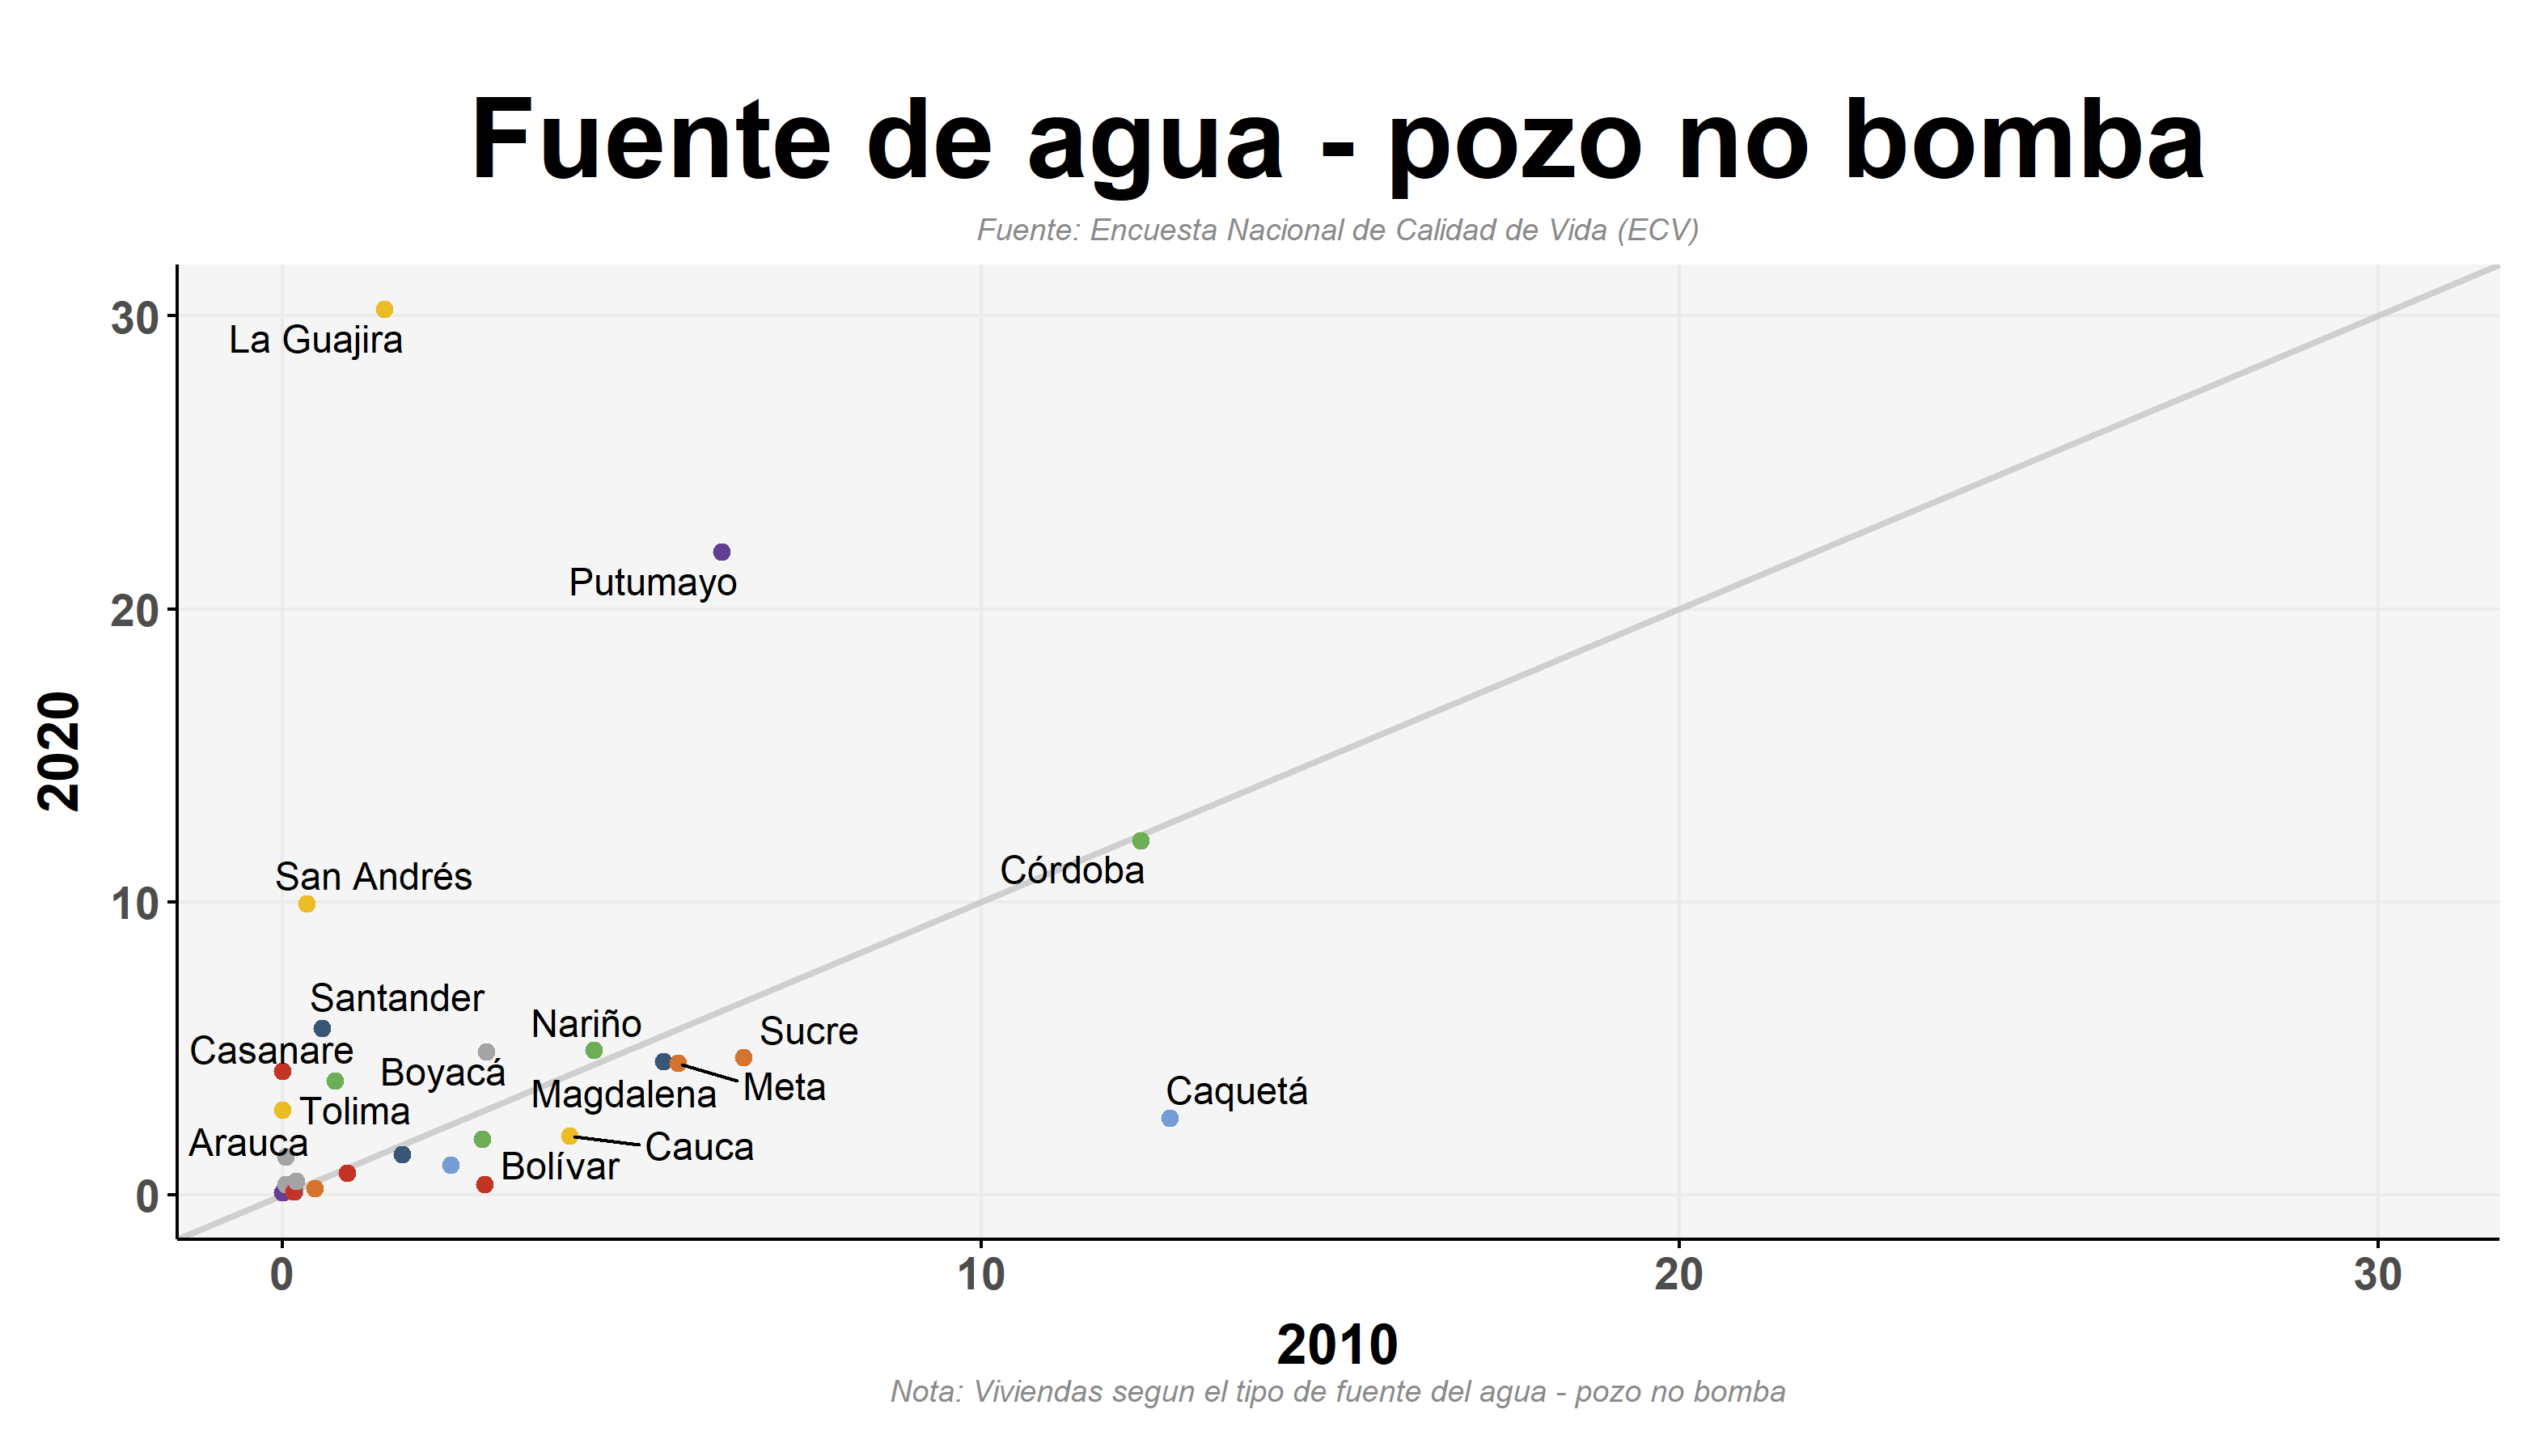 Fuente de agua - pozo no bomba
Fuente: Encuesta Nacional de Calidad de Vida (ECV)
30
La Guajira
Putumayo
20
2020
Córdoba
San Andrés
10
Santander
Nariño
Sucre
Casanare
Boyacá
Magdalena
Meta
Caquetá
Tolima
Arauca
Cauca
Bolívar
0
0
10
20
30
2010
Nota: Viviendas segun el tipo de fuente del agua - pozo no bomba